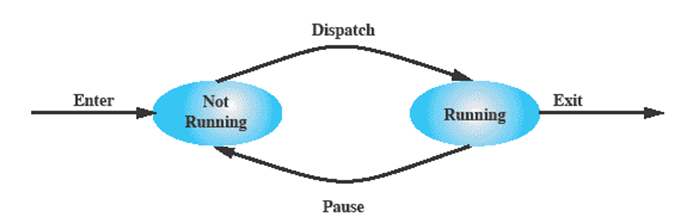 Dispatch
Enter
Not
Running
Running
Exit
Pause